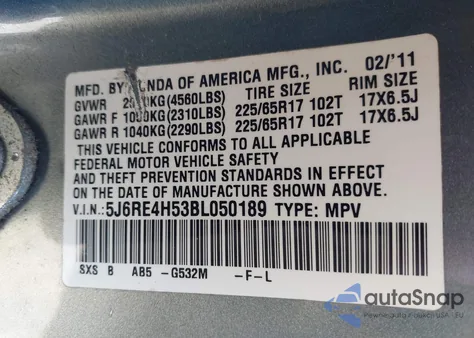 MFD. BY HONDA OF AMERICA MFG., INC. 02/'11
GVWR KG(4560LBS) TIRE SIZE RIM SIZE
GAWR F KG(2310LBS) 225/65R17 102T 17X6.5J
GAWR R 1040KG(2290LBS) 225/65R17 102T 17X6.5J
THIS VEHICLE CONFORMS TO ALL APPLICABLE
FEDERAL MOTOR VEHICLE SAFETY
AND THEFT PREVENTION STANDARDS IN EFFECT ON
THE DATE OF MANUFACTURE SHOWN ABOVE.
V.I.N.: 5J6RE4H53BL050189 TYPE: MPV
SXS B AB5 -G532M -F-L
autoSnap